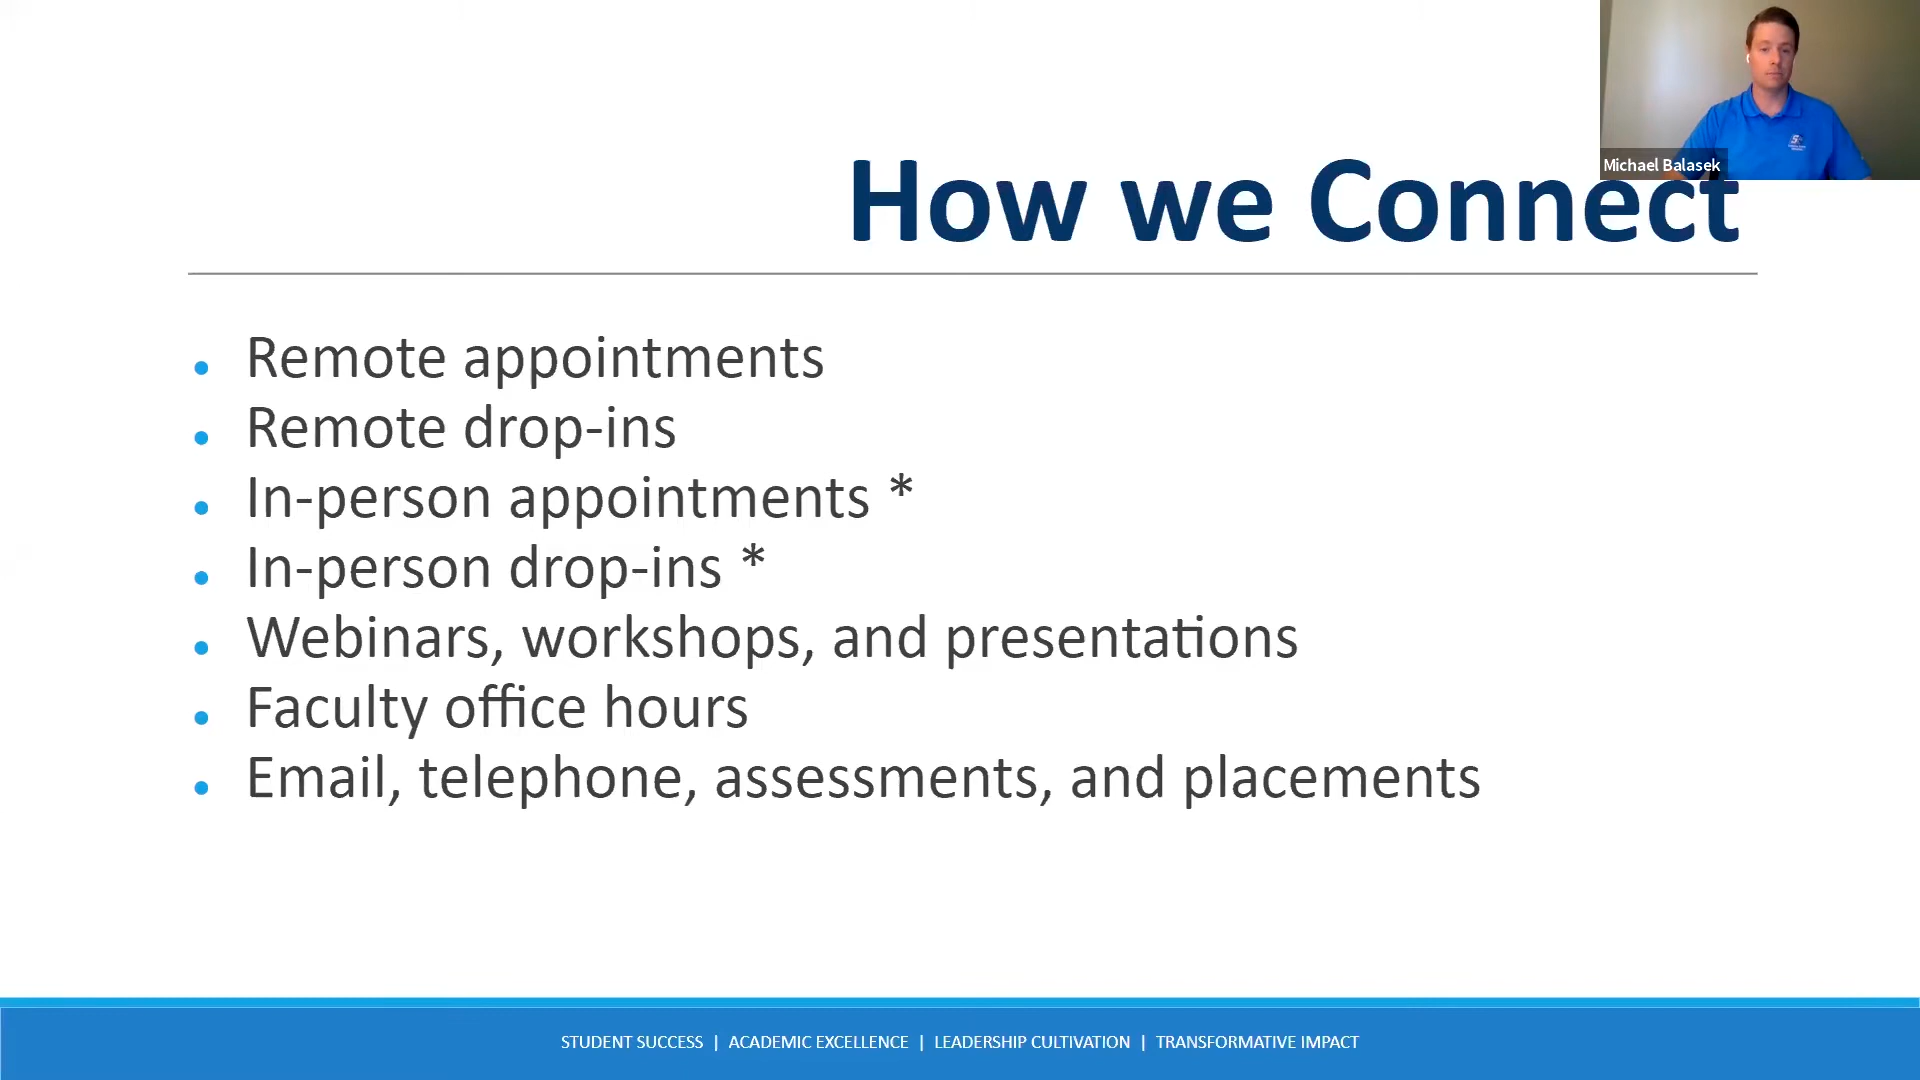 Michael Balasek
How we Connect
• Remote appointments
• Remote drop-ins
• In-person appointments *
• In-person drop-ins *
• Webinars, workshops, and presentations
• Faculty office hours
• Email, telephone, assessments, and placements
STUDENT SUCCESS | ACADEMIC EXCELLENCE | LEADERSHIP CULTIVATION | TRANSFORMATIVE IMPACT